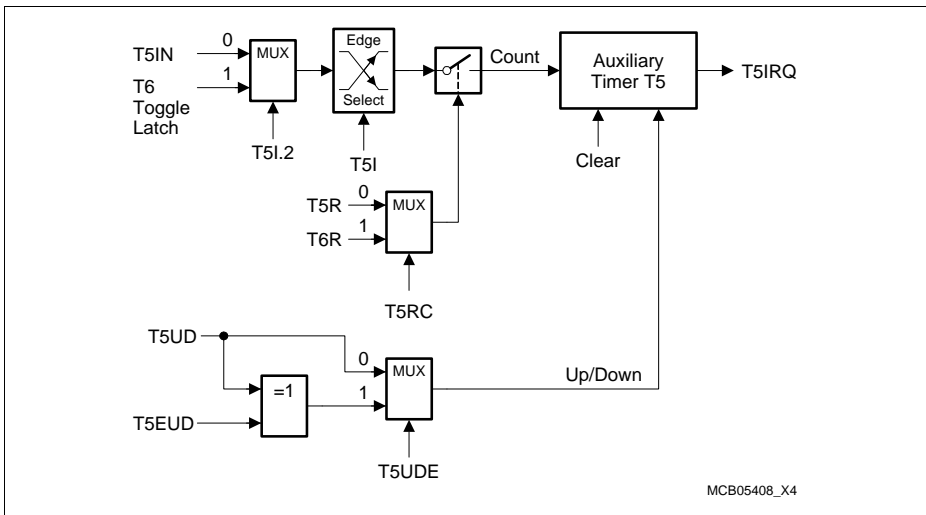 T5IN
0
MUX
1
T6
Toggle
Latch
T5I.2
Edge
Select
T5I
Count
Auxiliary
Timer T5
T5IRQ
Clear
T5R
0
MUX
T6R
1
T5RC
T5UD
0
MUX
=1
1
T5EUD
T5UDE
Up/Down
MCB05408_X4